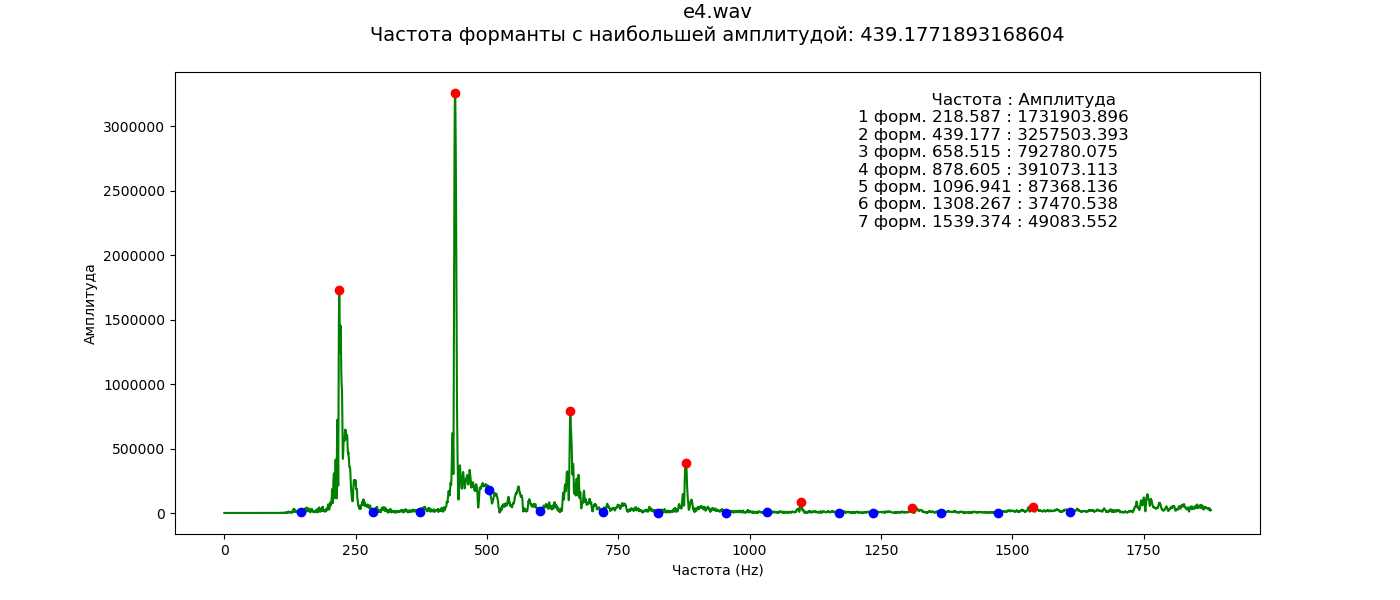 e4.wav
Частота форманты с наибольшей амплитудой: 439.1771893168604
Частота : Амплитуда
1 форм. 218.587 : 1731903.896
2 форм. 439.177 : 3257503.393
3 форм. 658.515 : 792780.075
4 форм. 878.605 : 391073.113
5 форм. 1096.941 : 87368.136
6 форм. 1308.267 : 37470.538
7 форм. 1539.374 : 49083.552
Амплитуда
3000000
2500000
2000000
1500000
1000000
500000
0
0 250 500 750 1000 1250 1500 1750
Частота (Hz)